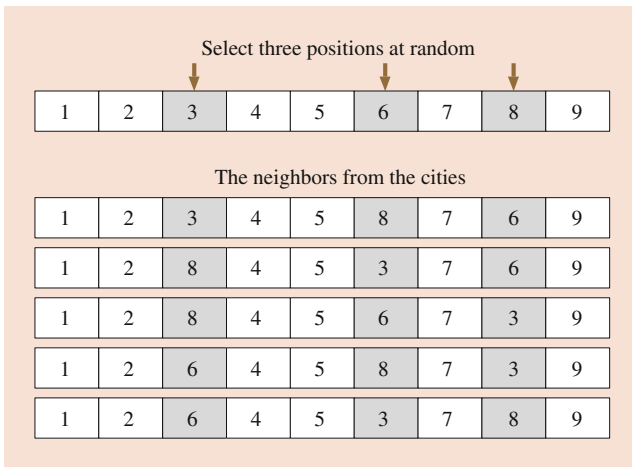 Select three positions at random
1 2 3 4 5 6 7 8 9
The neighbors from the cities
1 2 3 4 5 8 7 6 9
1 2 8 4 5 3 7 6 9
1 2 8 4 5 6 7 3 9
1 2 6 4 5 8 7 3 9
1 2 6 4 5 3 7 8 9